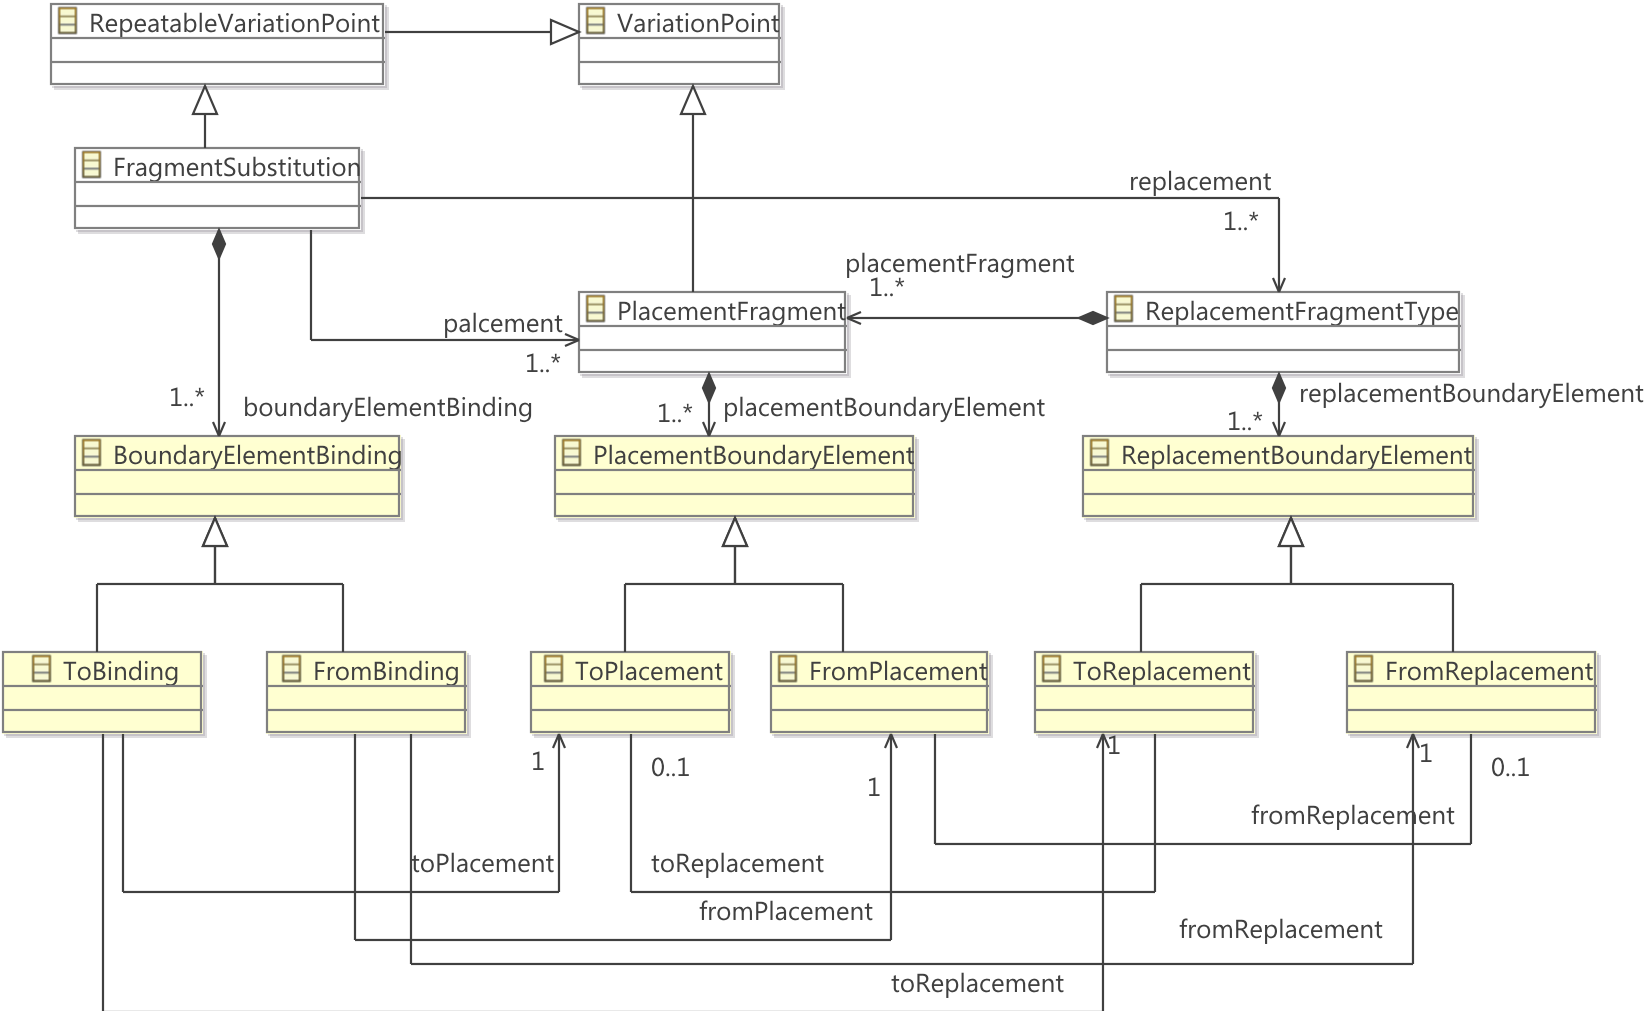 RepeatableVariationPoint
VariationPoint
FragmentSubstitution
replacement
1..*
placementFragment
1..*
PlacementFragment
ReplacementFragmentType
palcement
1..*
1..*
boundaryElementBinding
1..*
placementBoundaryElement
replacementBoundaryElement
1..*
BoundaryElementBinding
PlacementBoundaryElement
ReplacementBoundaryElement
ToBinding
FromBinding
ToPlacement
FromPlacement
ToReplacement
FromReplacement
1
0..1
1
1
1
0..1
fromReplacement
toPlacement
toReplacement
fromPlacement
fromReplacement
toReplacement